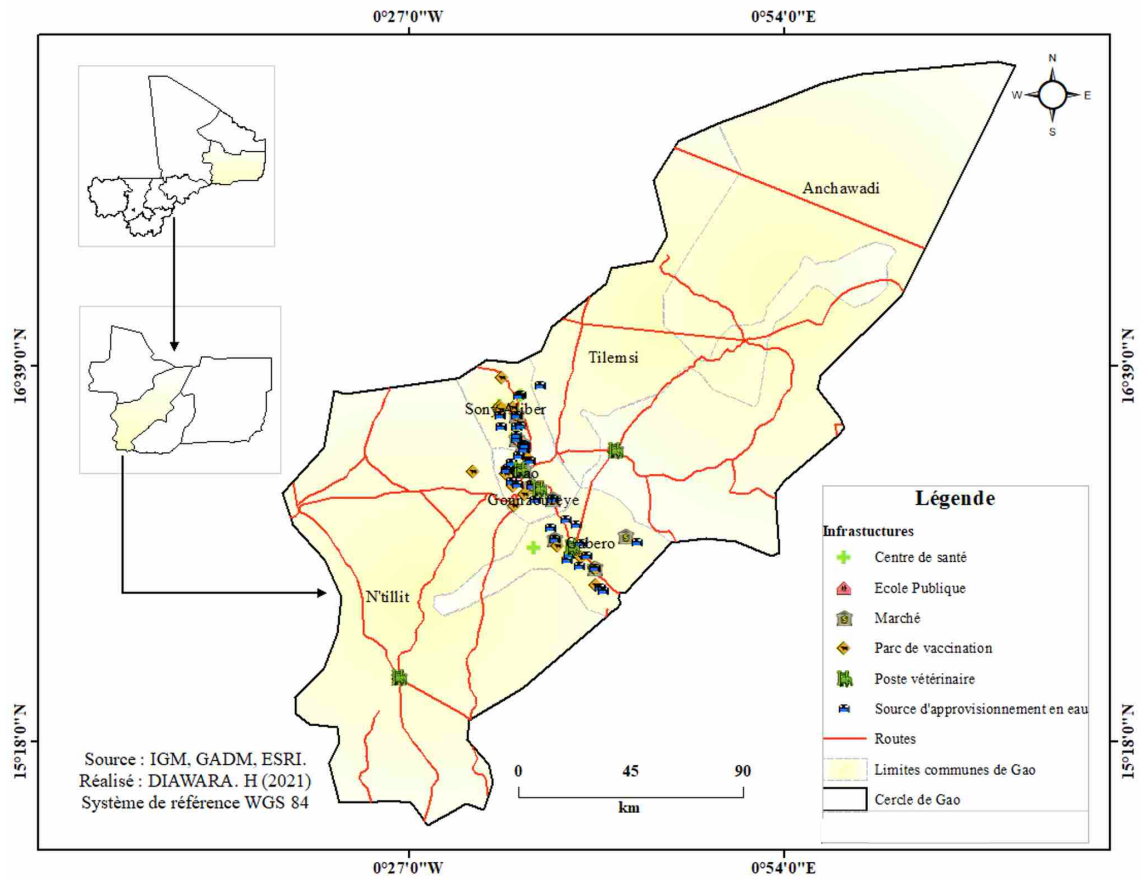 0°27'0"W
0°54'0"E
N
W
E
S
Anchawadi
16°39'0"N
16°39'0"N
Tilemsi
Sony Aliber
Gao
Gounzoureye
Gabero
N'tillit
Légende
Infrastuctures
Centre de santé
Ecole Publique
Marché
Parc de vaccination
Poste vétérinaire
Source d'approvisionnement en eau
Routes
Limites communes de Gao
Cercle de Gao
15°18'0"N
15°18'0"N
Source : IGM, GADM, ESRI.
Réalisé : DIAWARA. H (2021)
Système de référence WGS 84
0
45
90
km
0°27'0"W
0°54'0"E